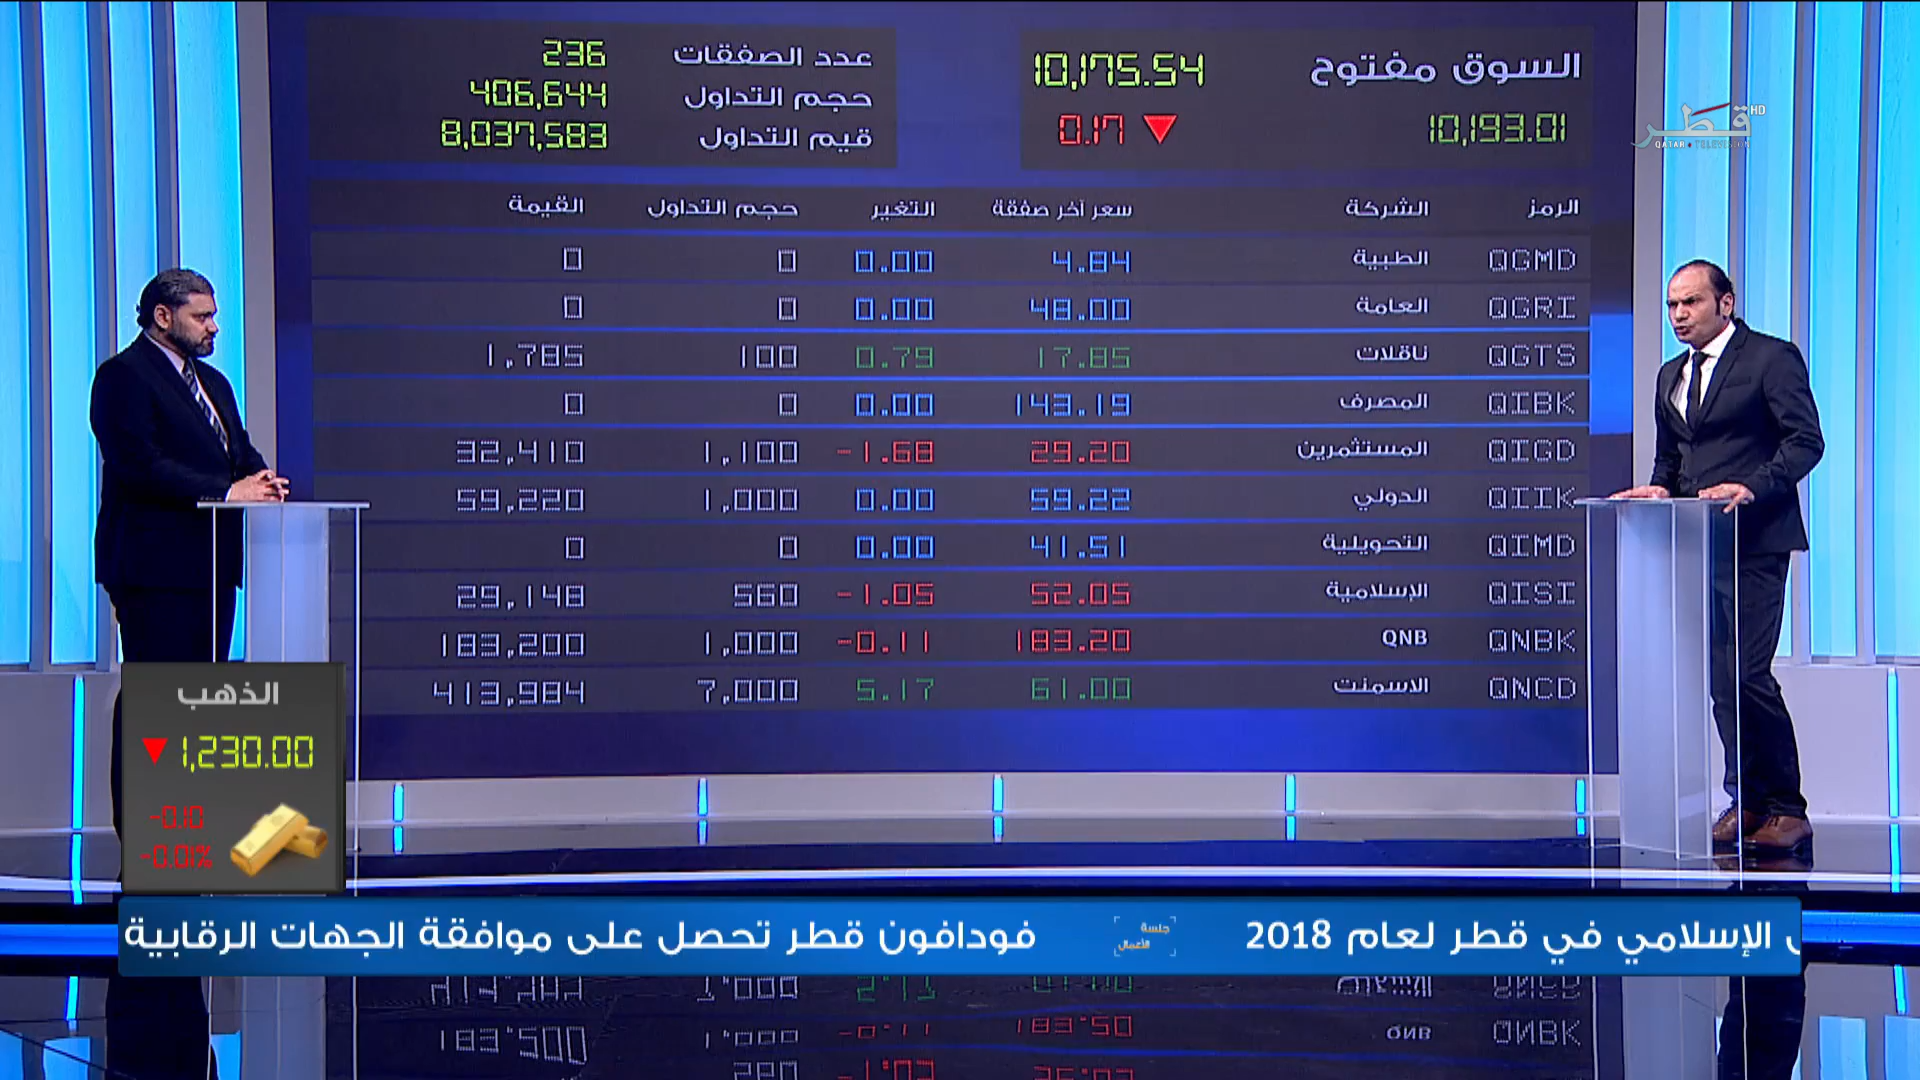 السوق مفتوح 10,175.54
10,193.01 0.17
عدد الصفقات 236
حجم التداول 406,644
قيم التداول 8,037,583
قطر HD
QATAR TELEVISION
الرمز الشركة سعر آخر صفقة التغير حجم التداول القيمة
QGMD الطبية 4.84 0.00 0 0
QGRI العامة 48.00 0.00 0 0
QGTS ناقلات 17.85 0.79 100 1,785
QIBK المصرف 143.19 0.00 0 0
QIGD المستثمرين 29.20 -1.68 1,100 32,410
QIIK الدولي 59.22 0.00 1,000 59,220
QIMD التحويلية 41.51 0.00 0 0
QISI الإسلامية 52.05 -1.05 560 29,148
QNBK QNB 183.20 -0.11 1,000 183,200
QNCD الاسمنت 61.00 5.17 7,000 413,984
الذهب
1,230.00
-0.10
-0.01%
الإسلامي في قطر لعام 2018 جلسة الأعمال فودافون قطر تحصل على موافقة الجهات الرقابية